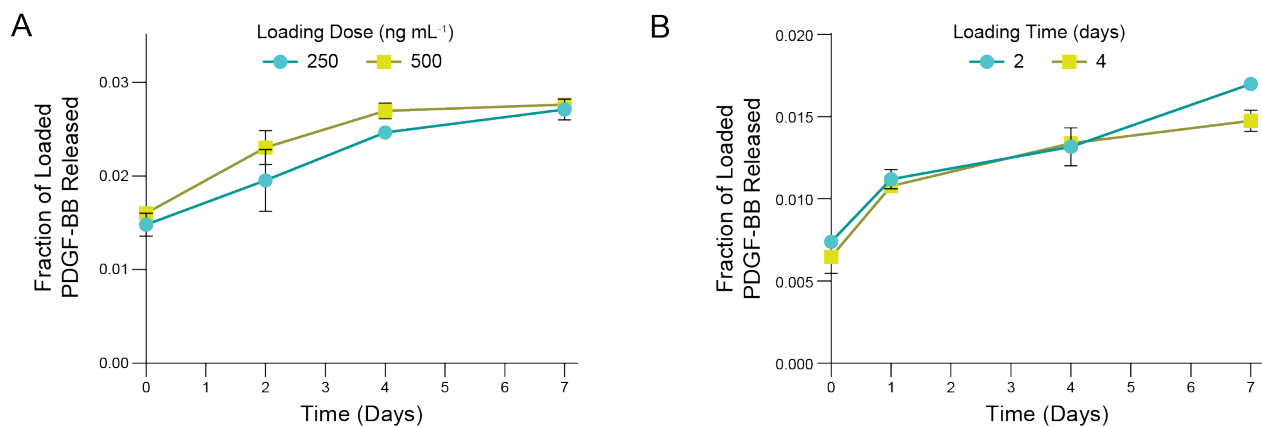 A
Loading Dose (ng mL⁻¹)
250 500
0.03
0.02
0.01
0.00
Fraction of Loaded
PDGF-BB Released
0 1 2 3 4 5 6 7
Time (Days)
B
Loading Time (days)
2 4
0.020
0.015
0.010
0.005
0.000
Fraction of Loaded
PDGF-BB Released
0 1 2 3 4 5 6 7
Time (Days)